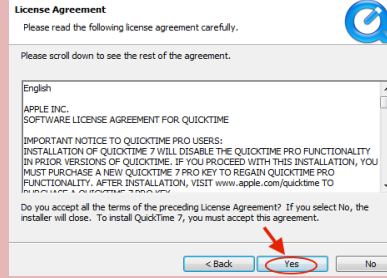 License Agreement
Please read the following license agreement carefully.
Please scroll down to see the rest of the agreement.
English
APPLE INC.
SOFTWARE LICENSE AGREEMENT FOR QUICKTIME
IMPORTANT NOTICE TO QUICKTIME PRO USERS:
INSTALLATION OF QUICKTIME 7 WILL DISABLE THE QUICKTIME PRO FUNCTIONALITY
IN PRIOR VERSIONS OF QUICKTIME. IF YOU PROCEED WITH THIS INSTALLATION, YOU
MUST PURCHASE A NEW QUICKTIME 7 PRO KEY TO REGAIN QUICKTIME PRO
FUNCTIONALITY. AFTER INSTALLATION, VISIT www.apple.com/quicktime TO
PURCHASE A QUICKTIME 7 PRO KEY
Do you accept all the terms of the preceding License Agreement? If you select No, the
installer will close. To install QuickTime 7, you must accept this agreement.
< Back Yes No